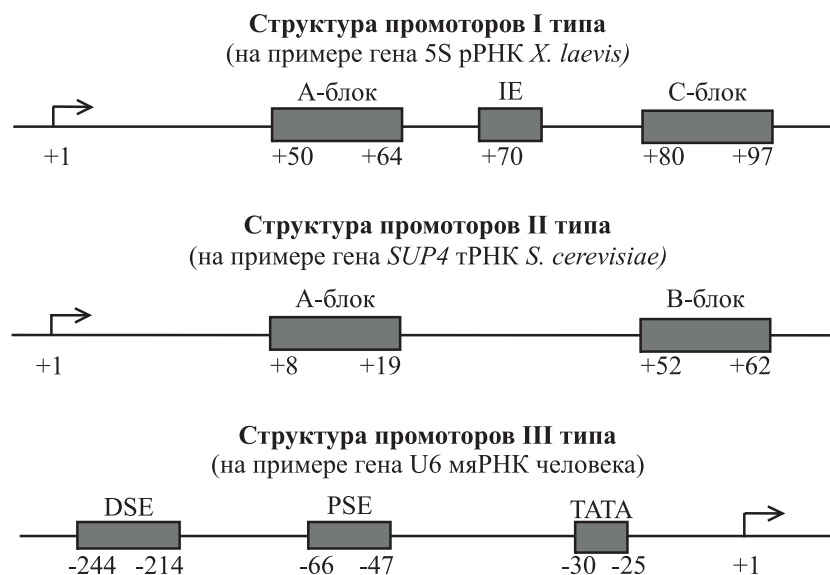 Структура промоторов I типа
(на примере гена 5S рРНК X. laevis)
А-блок IE С-блок
+1 +50 +64 +70 +80 +97
Структура промоторов II типа
(на примере гена SUP4 тРНК S. cerevisiae)
А-блок В-блок
+1 +8 +19 +52 +62
Структура промоторов III типа
(на примере гена U6 мяРНК человека)
DSE PSE TATA
-244 -214 -66 -47 -30 -25 +1